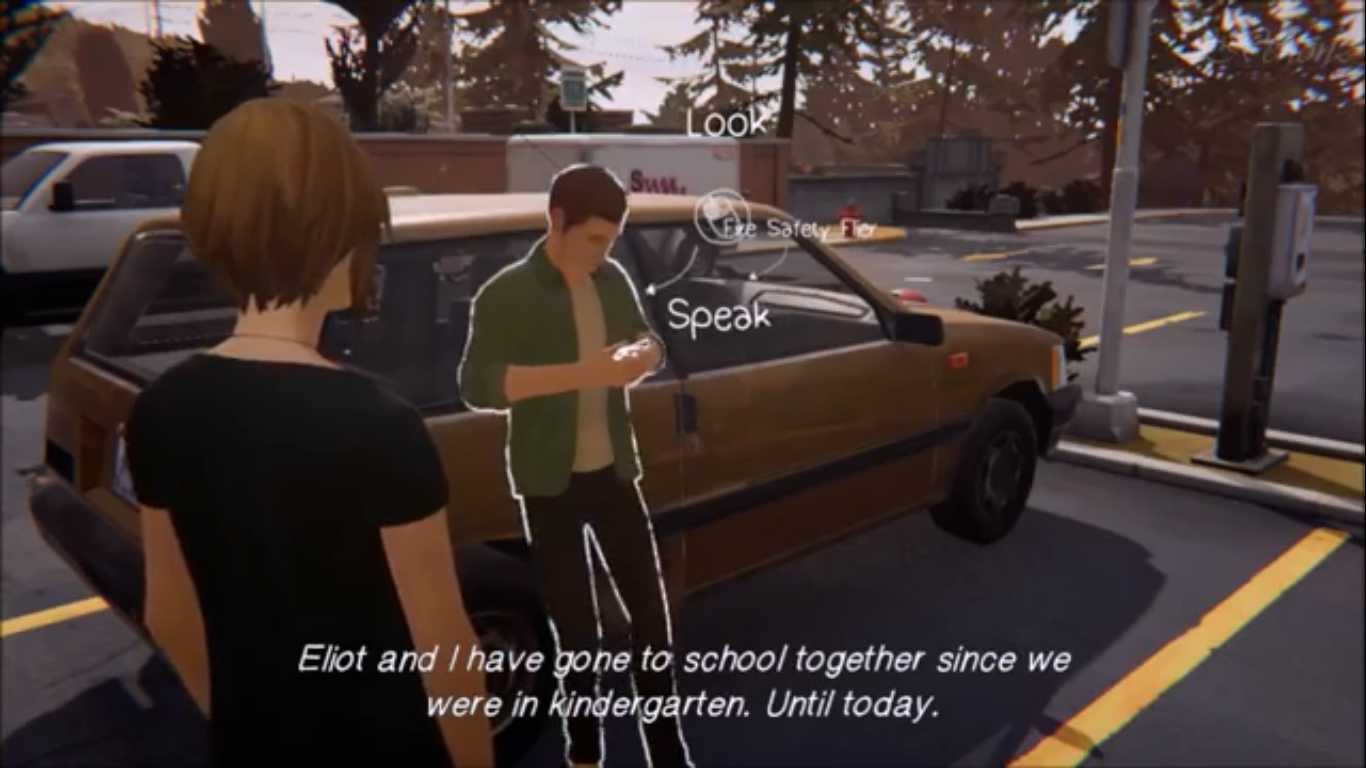 Look
Fire Safety Flier
Speak
Eliot and I have gone to school together since we
were in kindergarten. Until today.